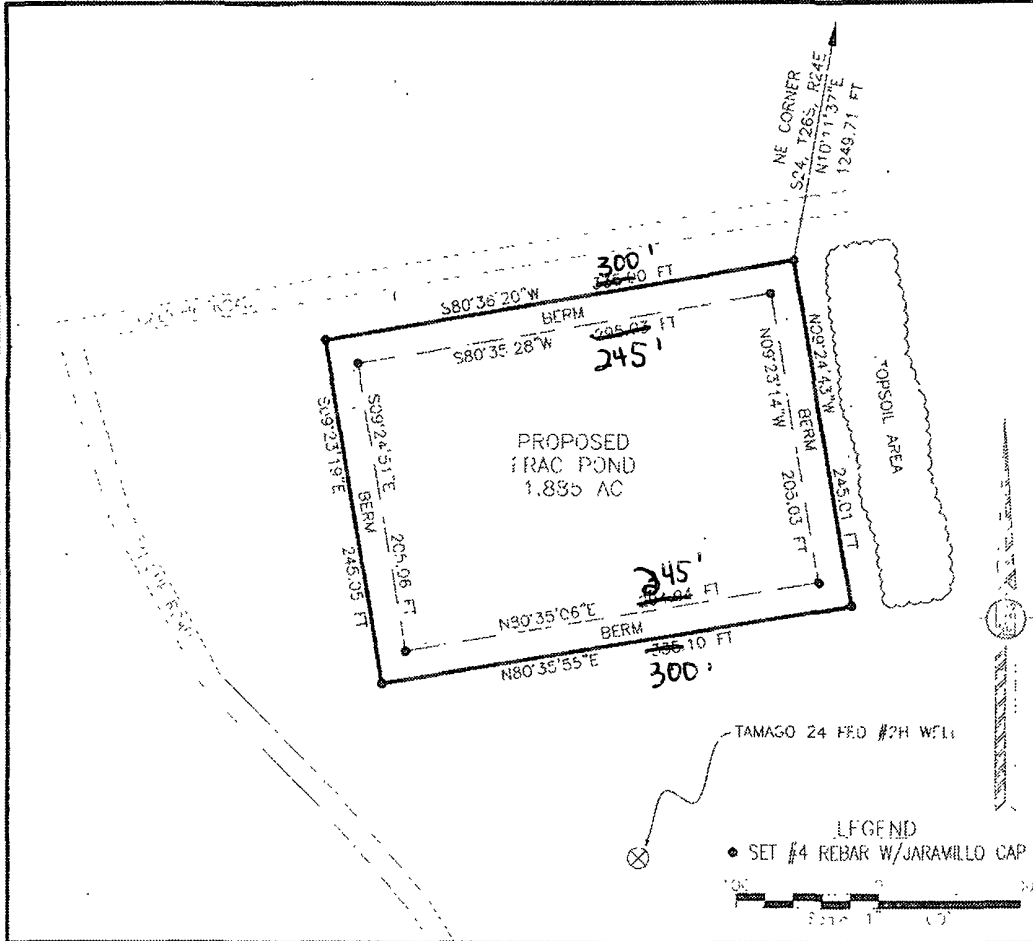 NE CORNER
S24, T26S, R24E
N10°11'37"E
1249.71 FT
300'
FT
S80°36'20"W
BERM
FT
S80°35'28"W
245'
S09°23'19"E
BERM
245.05 FT
S09°24'51"E
205.06 FT
PROPOSED
FRAC POND
1.885 AC
N09°23'14"W
205.03 FT
N09°24'43"W
BERM
245.01 FT
TOPSOIL AREA
245'
FT
N80°35'06"E
BERM
N80°35'55"E
335.10 FT
300'
TAMAGO 24 FED #2H WELL
LEGEND
SET #4 REBAR W/JARAMILLO CAP